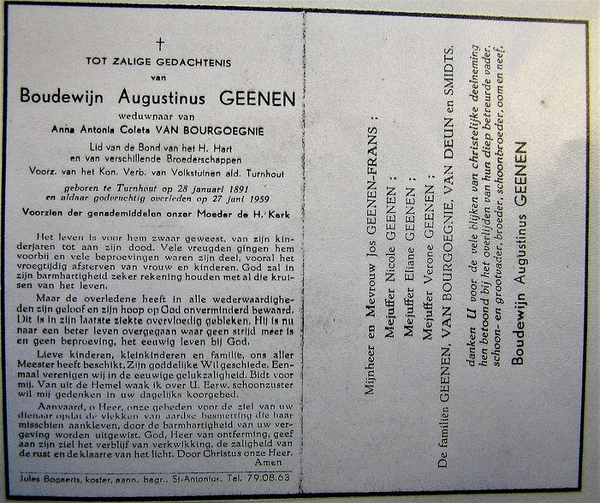 †
TOT ZALIGE GEDACHTENIS
van
Boudewijn Augustinus GEENEN
weduwnaar van
Anna Antonia Coleta VAN BOURGOEGNIE
Lid van de Bond van het H. Hart
en van verschillende Broederschappen
Voorz. van het Kon. Verb. van Volkstuinen afd. Turnhout
geboren te Turnhout op 28 januari 1891
en aldaar godvruchtig overleden op 27 juni 1959
Voorzien der genademiddelen onzer Moeder de H. Kerk
Het leven is voor hem zwaar geweest, van zijn kin-
derjaren tot aan zijn dood. Vele vreugden gingen hem
voorbij en vele beproevingen waren zijn deel, vooral het
vroegtijdig afsterven van vrouw en kinderen. God zal in
zijn barmhartigheid zeker rekening houden met al die krui-
sen van het leven.
Maar de overledene heeft in alle wederwaardighe-
den zijn geloof en zijn hoop op God onverminderd bewaard.
Dit is in zijn laatste ziekte overvloedig gebleken. Hij is nu
naar een beter leven overgegaan waar geen strijd meer is
en geen beproeving, het eeuwig leven bij God.
Lieve kinderen, kleinkinderen en familie, ons aller
Meester heeft beschikt, Zijn goddelijke Wil geschiede. Een-
maal verenigen wij in de eeuwige gelukzaligheid. Bidt voor
mij. Van uit de Hemel waak ik over U. Eerw. schoonzuster
wil mij gedenken in uw dagelijks koorgebed.
Aanvaard, o Heer, onze gebeden voor de ziel van uw
dienaar opdat de vlekken van aardse besmetting die haar
misschien aankleven, door de barmhartigheid van uw ver-
geving worden uitgewist. God, Heer van ontferming, geef
aan zijn ziel het verblijf van verkwikking, de zaligheid van
de rust en de klaarte van het licht. Door Christus onze Heer.
Amen
Jules Bogaerts, koster, aann. begr., St-Antonius. Tel. 79.08.63
Mijnheer en Mevrouw Jos GEENEN-FRANS ;
Mejuffer Nicole GEENEN ;
Mejuffer Eliane GEENEN ;
Mejuffer Verone GEENEN ;
De familien GEENEN, VAN BOURGOEGNIE, VAN DEUN en SMIDTS.
danken U voor de vele blijken van christelijke deelneming
hen betoond bij het overlijden van hun diep betreurde vader,
schoon- en grootvader, broeder, schoonbroeder, oom en neef,
Boudewijn Augustinus GEENEN